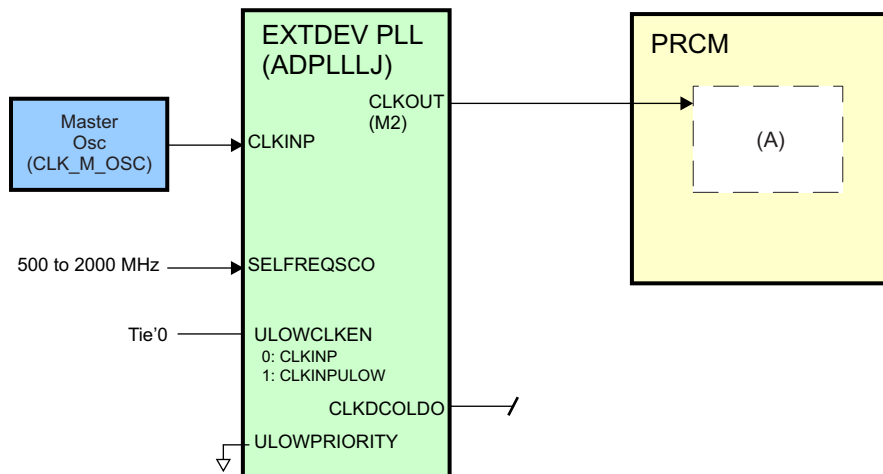 EXTDEV PLL
(ADPLLLJ)
PRCM
CLKOUT
(M2)
Master
Osc
(CLK_M_OSC)
CLKINP
(A)
500 to 2000 MHz
SELFREQSCO
Tie'0
ULOWCLKEN
0: CLKINP
1: CLKINPULOW
CLKDCOLDO
ULOWPRIORITY